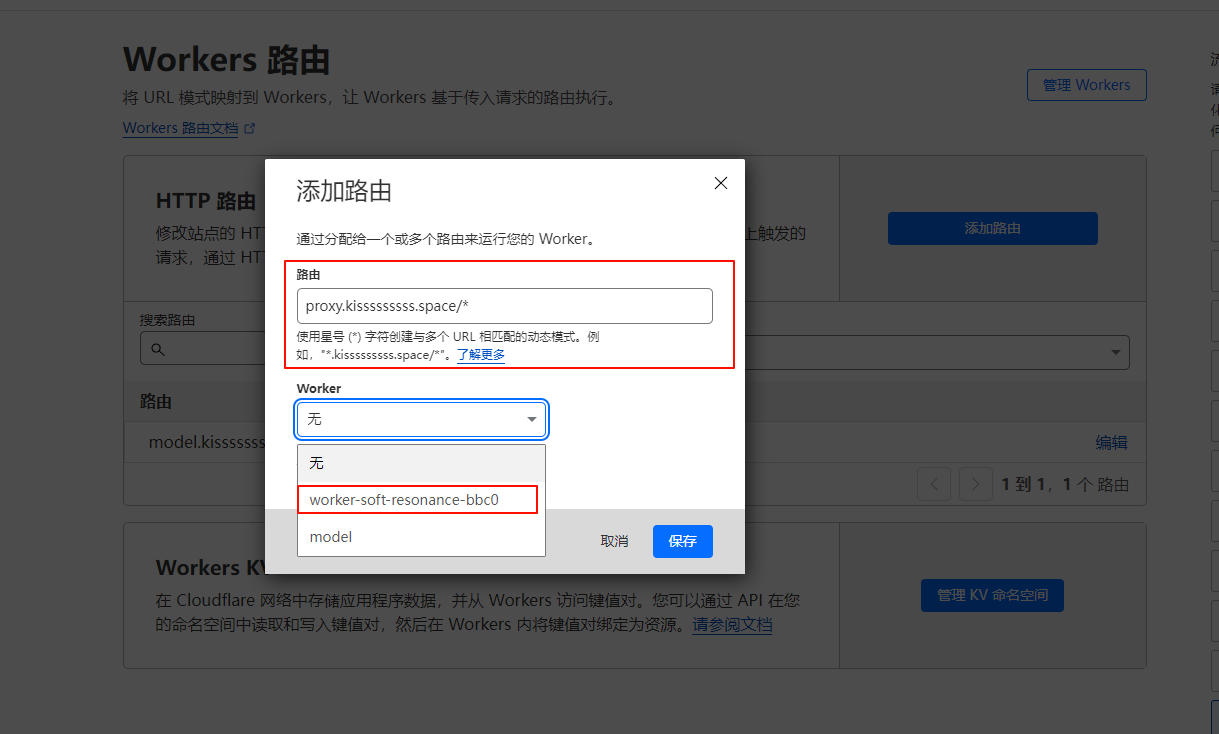 Workers 路由
将 URL 模式映射到 Workers，让 Workers 基于传入请求的路由执行。
管理 Workers
Workers 路由文档
HTTP 路由
修改站点的 HT
上触发的
请求，通过 HT
添加路由
搜索路由
路由
model.kisssssss
编辑
1 到 1，1 个 路由
添加路由
通过分配给一个或多个路由来运行您的 Worker。
路由
proxy.kisssssssss.space/*
使用星号 (*) 字符创建与多个 URL 相匹配的动态模式。例
如，"*.kisssssssss.space/*"。了解更多
Worker
无
无
worker-soft-resonance-bbc0
model
取消
保存
Workers KV
在 Cloudflare 网络中存储应用程序数据，并从 Workers 访问键值对。您可以通过 API 在您
的命名空间中读取和写入键值对，然后在 Workers 内将键值对绑定为资源。请参阅文档
管理 KV 命名空间